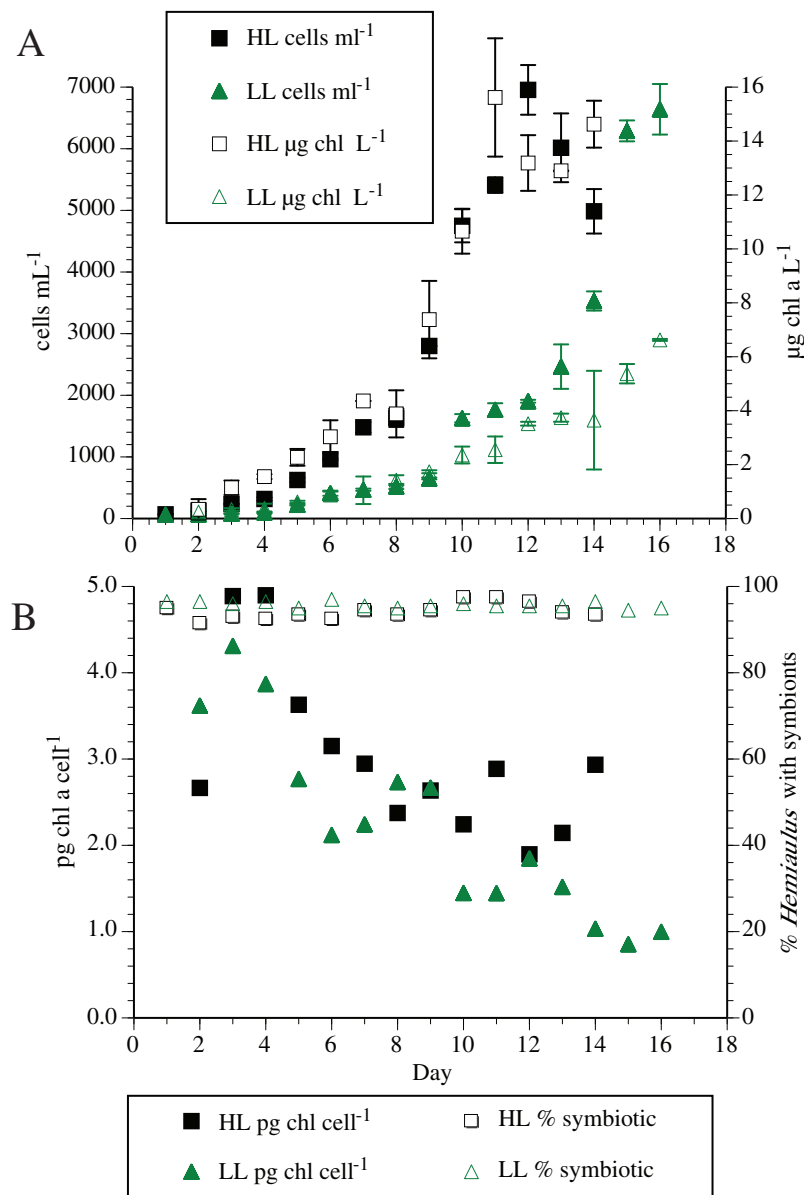 A
HL cells ml⁻¹
LL cells ml⁻¹
HL µg chl L⁻¹
LL µg chl L⁻¹
7000
6000
5000
4000
3000
2000
1000
0
cells mL⁻¹
16
14
12
10
8
6
4
2
0
µg chl a L⁻¹
0 2 4 6 8 10 12 14 16 18
B
5.0
4.0
3.0
2.0
1.0
0.0
pg chl a cell⁻¹
100
80
60
40
20
0
% Hemiaulus with symbionts
0 2 4 6 8 10 12 14 16 18
Day
HL pg chl cell⁻¹
HL % symbiotic
LL pg chl cell⁻¹
LL % symbiotic